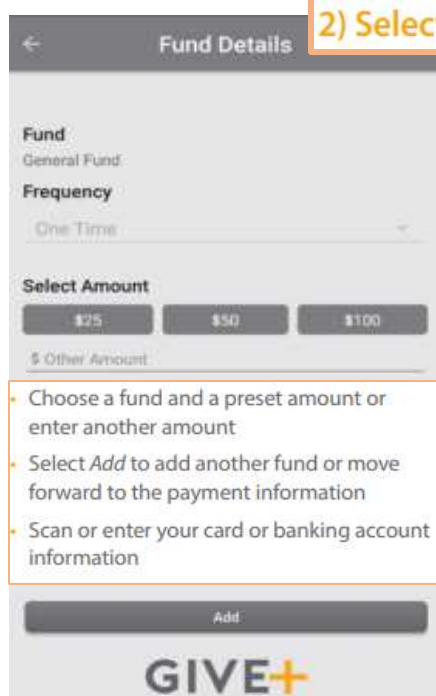 2) Selec
Fund Details
Fund
General Fund
Frequency
One Time
Select Amount
$25
$50
$100
$ Other Amount
• Choose a fund and a preset amount or
enter another amount
• Select Add to add another fund or move
forward to the payment information
• Scan or enter your card or banking account
information
Add
GIVE+